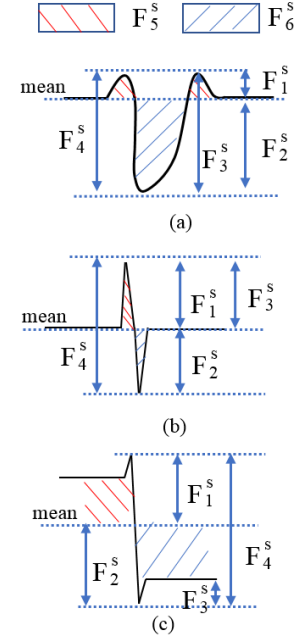 F₅ˢ F₆ˢ
mean F₄ˢ F₃ˢ F₁ˢ F₂ˢ
(a)
mean F₄ˢ F₁ˢ F₂ˢ F₃ˢ
(b)
mean F₂ˢ F₁ˢ F₃ˢ F₄ˢ
(c)